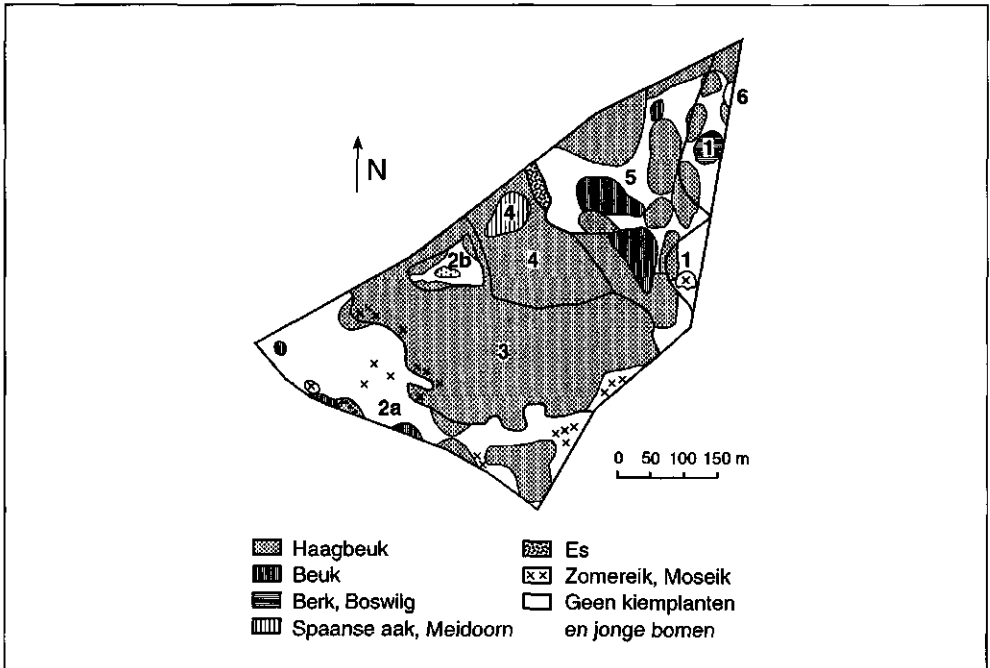 6
1
5
N
4
2b
4
1
3
2a
0 50 100 150 m
Haagbeuk
Beuk
Berk, Boswilg
Spaanse aak, Meidoorn
Es
Zomereik, Moseik
Geen kiemplanten
en jonge bomen